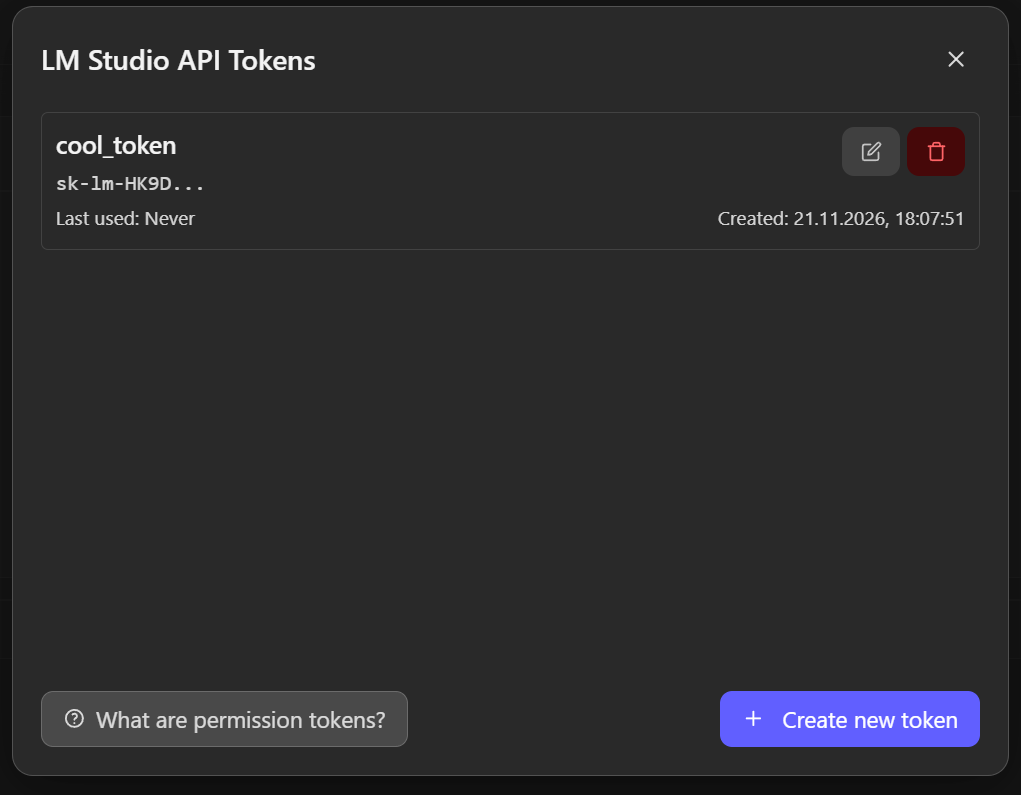 LM Studio API Tokens
cool_token
sk-lm-HK9D...
Last used: Never
Created: 21.11.2026, 18:07:51
What are permission tokens?
Create new token